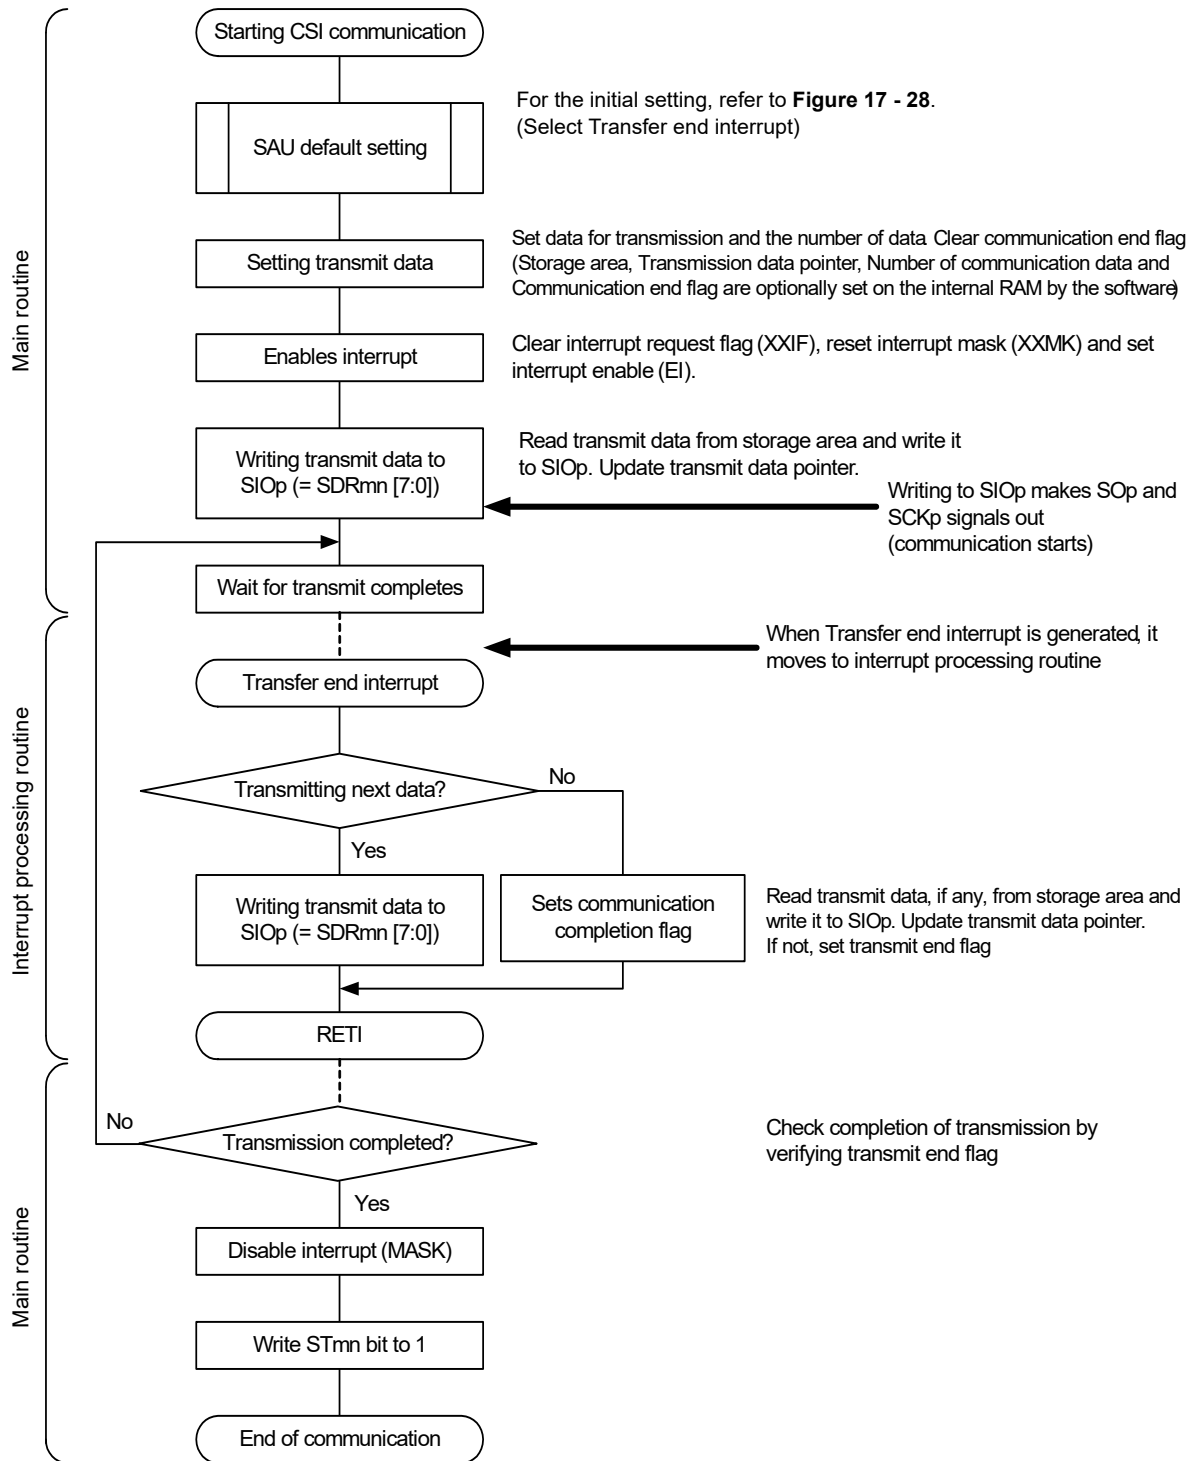 Starting CSI communication
For the initial setting, refer to Figure 17 - 28.
(Select Transfer end interrupt)
SAU default setting
Set data for transmission and the number of data. Clear communication end flag
(Storage area, Transmission data pointer, Number of communication data and
Communication end flag are optionally set on the internal RAM by the software)
Setting transmit data
Main routine
Clear interrupt request flag (XXIF), reset interrupt mask (XXMK) and set
interrupt enable (EI).
Enables interrupt
Read transmit data from storage area and write it
to SIOp. Update transmit data pointer.
Writing transmit data to
SIOp (= SDRmn [7:0])
Writing to SIOp makes SOp and
SCKp signals out
(communication starts)
Wait for transmit completes
When Transfer end interrupt is generated, it
moves to interrupt processing routine
Transfer end interrupt
Interrupt processing routine
Transmitting next data?
No
Yes
Writing transmit data to
SIOp (= SDRmn [7:0])
Sets communication
completion flag
Read transmit data, if any, from storage area and
write it to SIOp. Update transmit data pointer.
If not, set transmit end flag
RETI
No
Transmission completed?
Check completion of transmission by
verifying transmit end flag
Yes
Main routine
Disable interrupt (MASK)
Write STmn bit to 1
End of communication